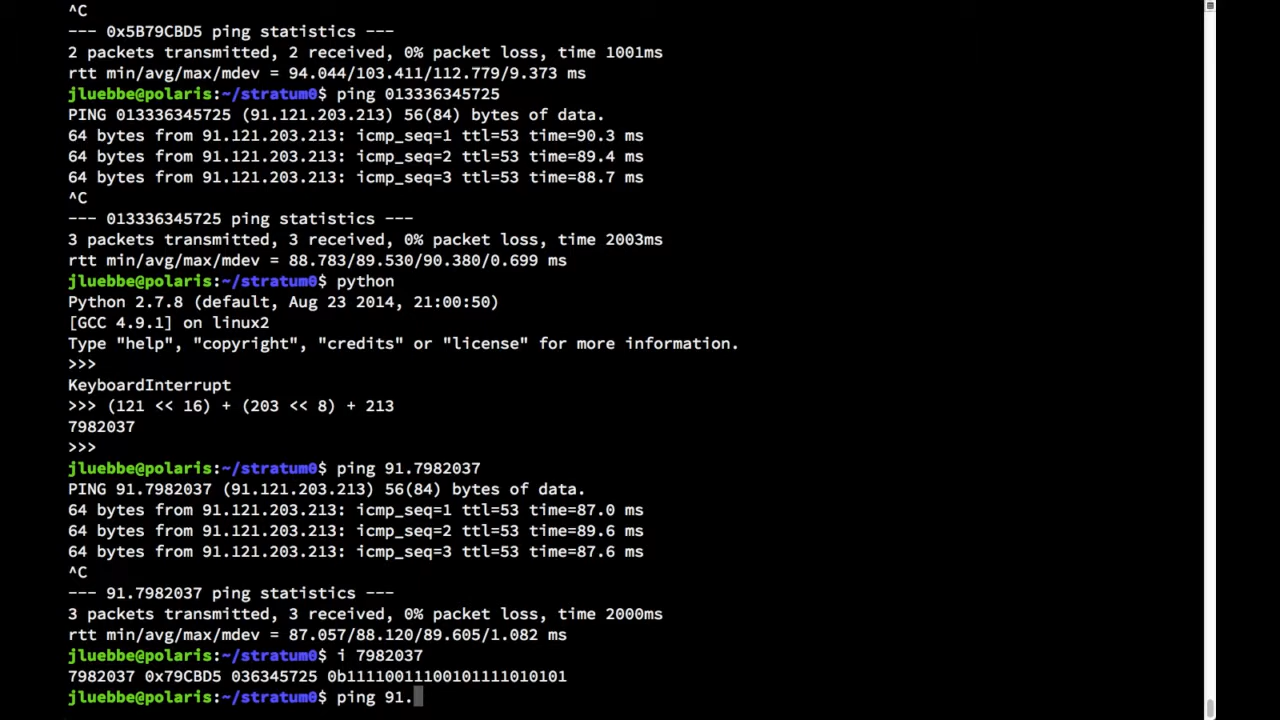 ^C
--- 0x5B79CBD5 ping statistics ---
2 packets transmitted, 2 received, 0% packet loss, time 1001ms
rtt min/avg/max/mdev = 94.044/103.411/112.779/9.373 ms
jluebbe@polaris:~/stratum0$ ping 013336345725
PING 013336345725 (91.121.203.213) 56(84) bytes of data.
64 bytes from 91.121.203.213: icmp_seq=1 ttl=53 time=90.3 ms
64 bytes from 91.121.203.213: icmp_seq=2 ttl=53 time=89.4 ms
64 bytes from 91.121.203.213: icmp_seq=3 ttl=53 time=88.7 ms
^C
--- 013336345725 ping statistics ---
3 packets transmitted, 3 received, 0% packet loss, time 2003ms
rtt min/avg/max/mdev = 88.783/89.530/90.380/0.699 ms
jluebbe@polaris:~/stratum0$ python
Python 2.7.8 (default, Aug 23 2014, 21:00:50)
[GCC 4.9.1] on linux2
Type "help", "copyright", "credits" or "license" for more information.
>>>
KeyboardInterrupt
>>> (121 << 16) + (203 << 8) + 213
7982037
>>>
jluebbe@polaris:~/stratum0$ ping 91.7982037
PING 91.7982037 (91.121.203.213) 56(84) bytes of data.
64 bytes from 91.121.203.213: icmp_seq=1 ttl=53 time=87.0 ms
64 bytes from 91.121.203.213: icmp_seq=2 ttl=53 time=89.6 ms
64 bytes from 91.121.203.213: icmp_seq=3 ttl=53 time=87.6 ms
^C
--- 91.7982037 ping statistics ---
3 packets transmitted, 3 received, 0% packet loss, time 2000ms
rtt min/avg/max/mdev = 87.057/88.120/89.605/1.082 ms
jluebbe@polaris:~/stratum0$ i 7982037
7982037 0x79CBD5 036345725 0b11110011100101111010101
jluebbe@polaris:~/stratum0$ ping 91.